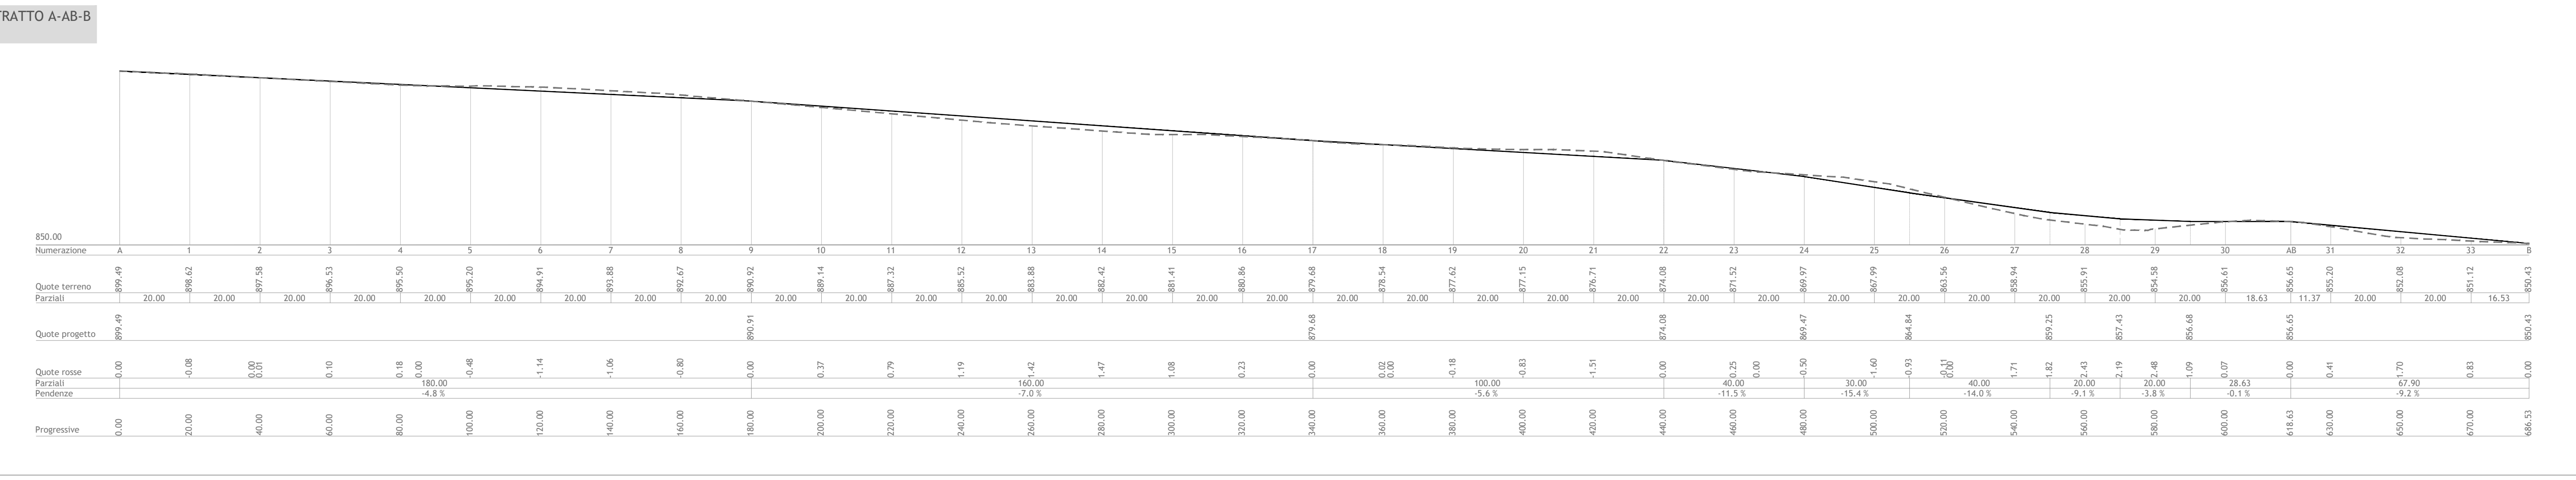 TRATTO A-AB-B
850.00
Numerazione A 1 2 3 4 5 6 7 8 9 10 11 12 13 14 15 16 17 18 19 20 21 22 23 24 25 26 27 28 29 30 AB 31 32 33 B
Quote terreno 899.49 898.62 897.58 896.53 895.50 895.20 894.91 893.88 892.67 890.92 889.14 887.32 885.52 883.88 882.42 881.41 880.86 879.68 878.54 877.62 877.15 876.71 874.08 871.52 869.97 867.99 863.56 858.94 855.91 854.58 856.61 856.65 855.20 852.08 851.12 850.43
Parziali 20.00 20.00 20.00 20.00 20.00 20.00 20.00 20.00 20.00 20.00 20.00 20.00 20.00 20.00 20.00 20.00 20.00 20.00 20.00 20.00 20.00 20.00 20.00 20.00 20.00 20.00 20.00 20.00 20.00 20.00 18.63 11.37 20.00 20.00 16.53
Quote progetto 899.49 890.91 879.68 874.08 869.47 864.84 859.25 857.43 856.68 856.65 850.43
Quote rosse 0.00 -0.08 0.00 0.01 0.10 0.18 0.00 -0.48 -1.14 -1.06 -0.80 0.00 0.37 0.79 1.19 1.42 1.47 1.08 0.23 0.00 0.02 0.00 -0.18 -0.83 -1.51 0.00 0.25 0.00 -0.50 -1.60 -0.93 -0.11 0.00 1.71 1.82 2.43 2.19 2.48 1.09 0.07 0.00 0.41 1.70 0.83 0.00
Parziali 180.00 160.00 100.00 40.00 30.00 40.00 20.00 20.00 28.63 67.90
Pendenze -4.8 % -7.0 % -5.6 % -11.5 % -15.4 % -14.0 % -9.1 % -3.8 % -0.1 % -9.2 %
Progressive 0.00 20.00 40.00 60.00 80.00 100.00 120.00 140.00 160.00 180.00 200.00 220.00 240.00 260.00 280.00 300.00 320.00 340.00 360.00 380.00 400.00 420.00 440.00 460.00 480.00 500.00 520.00 540.00 560.00 580.00 600.00 618.63 630.00 650.00 670.00 686.53